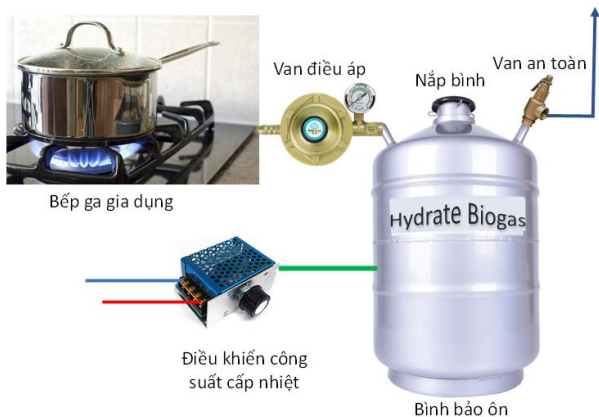 Van điều áp
Nắp bình
Van an toàn
Bếp ga gia dụng
Hydrate Biogas
Điều khiển công
suất cấp nhiệt
Bình bảo ôn